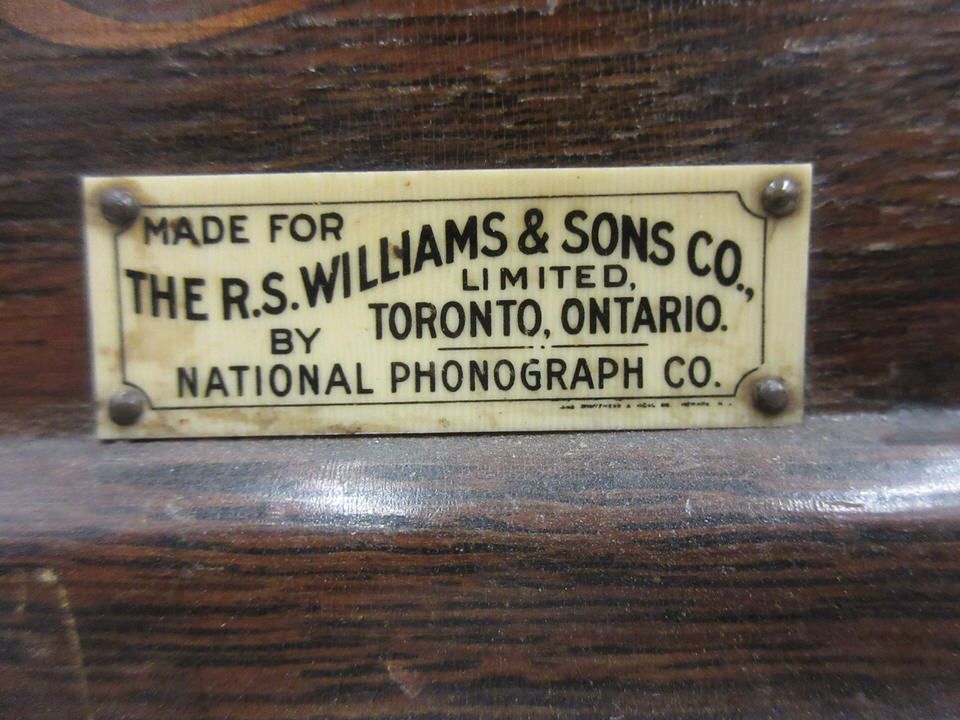 MADE FOR
THE R.S. WILLIAMS & SONS CO.,
LIMITED,
TORONTO, ONTARIO.
BY
NATIONAL PHONOGRAPH CO.